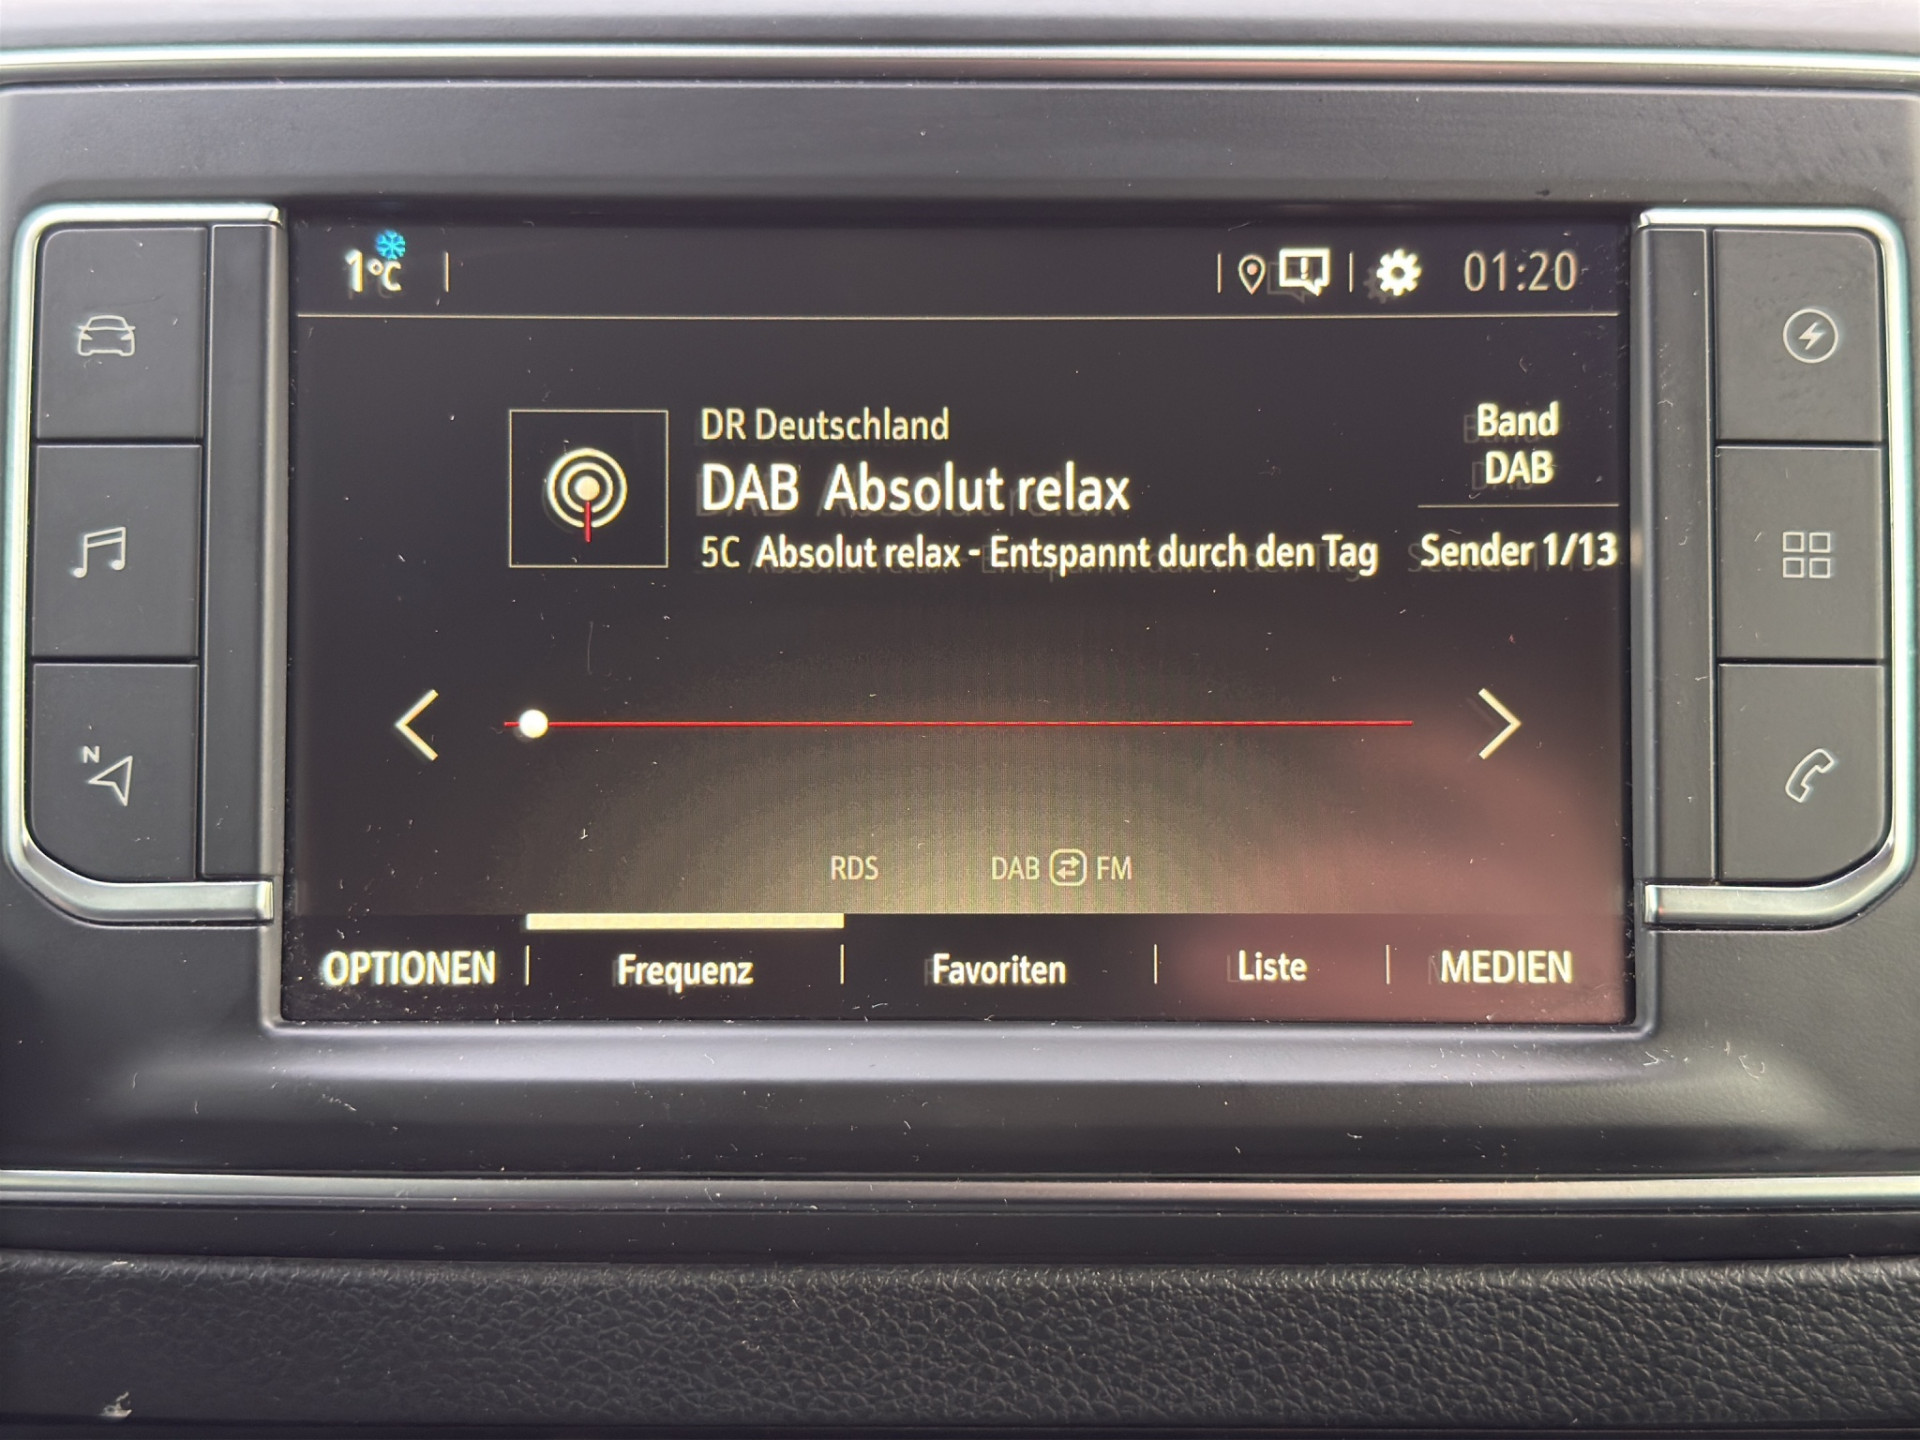 1°C
01:20
DR Deutschland
DAB Absolut relax
5C Absolut relax - Entspannt durch den Tag
Band
DAB
Sender 1/13
N
RDS
DAB FM
OPTIONEN
Frequenz
Favoriten
Liste
MEDIEN